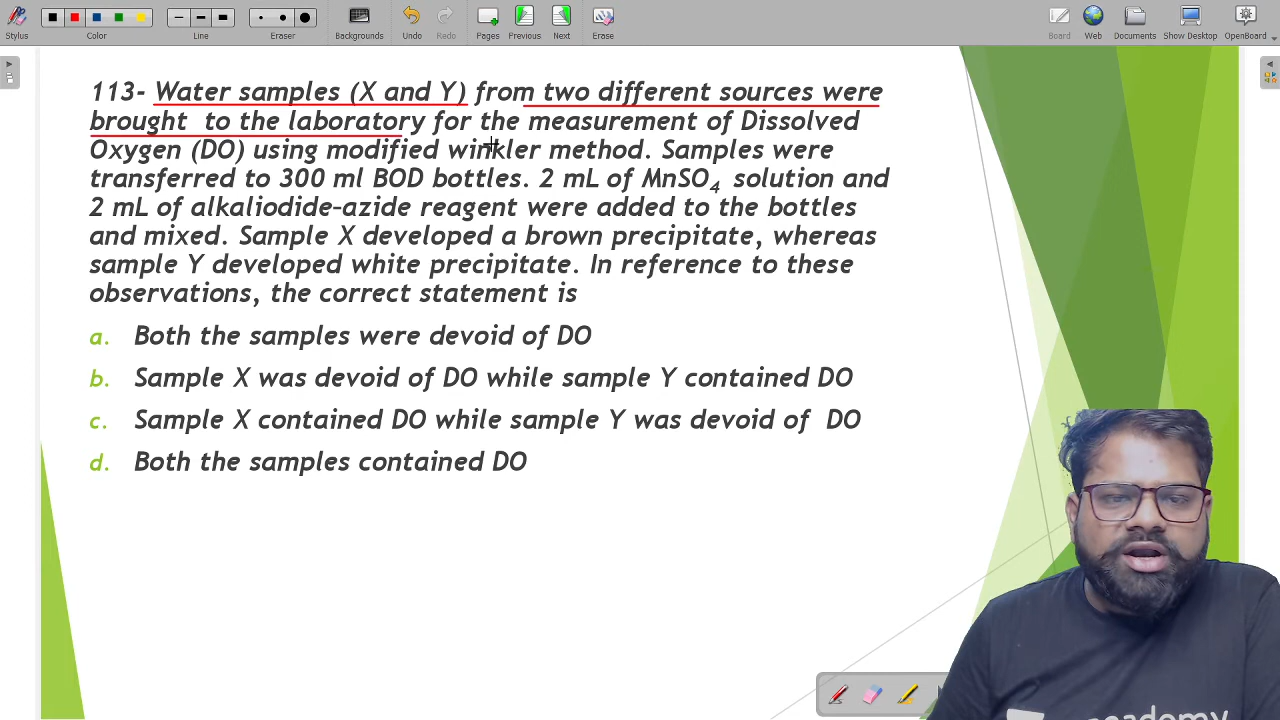 Stylus Color Line Eraser Backgrounds Undo Redo Pages Previous Next Erase Board Web Documents Show Desktop OpenBoard
113- Water samples (X and Y) from two different sources were
brought to the laboratory for the measurement of Dissolved
Oxygen (DO) using modified winkler method. Samples were
transferred to 300 ml BOD bottles. 2 mL of MnSO₄ solution and
2 mL of alkaliodide-azide reagent were added to the bottles
and mixed. Sample X developed a brown precipitate, whereas
sample Y developed white precipitate. In reference to these
observations, the correct statement is
a. Both the samples were devoid of DO
b. Sample X was devoid of DO while sample Y contained DO
c. Sample X contained DO while sample Y was devoid of DO
d. Both the samples contained DO